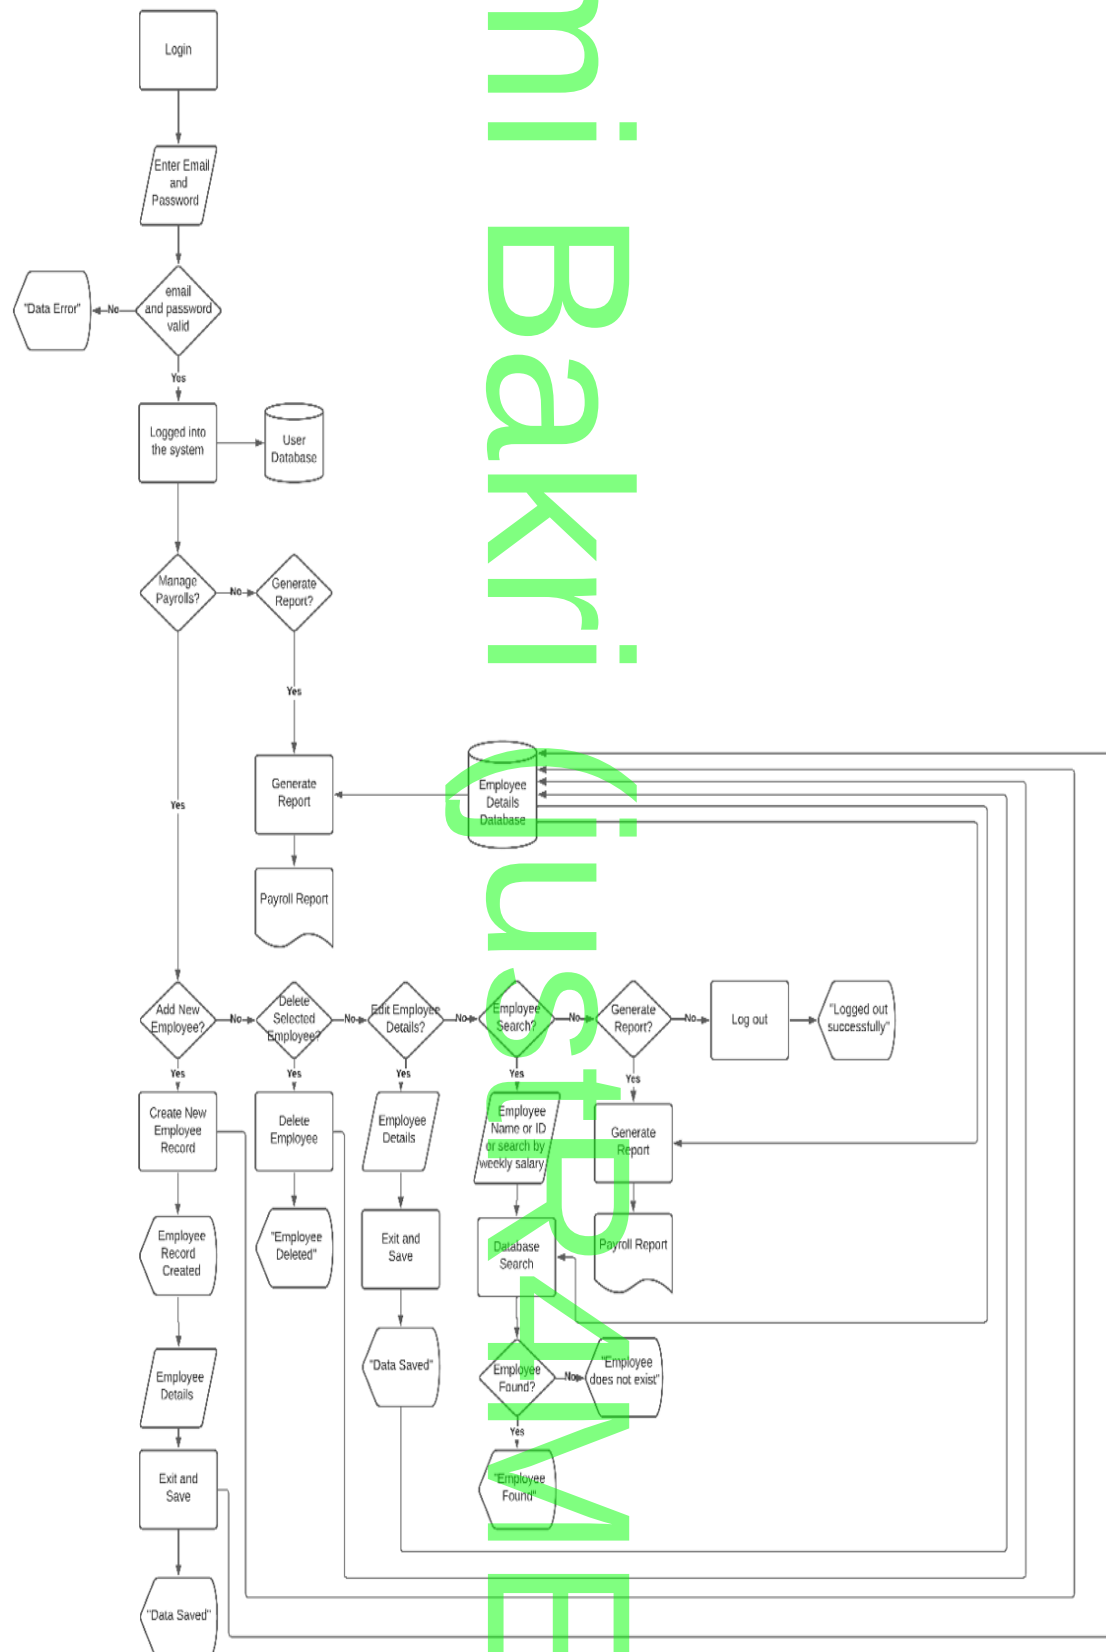 Login
Enter Email
and
Password
email
and password
valid
No
"Data Error"
Yes
Logged into
the system
User
Database
Manage
Payrolls?
No
Generate
Report?
Yes
Yes
Generate
Report
Employee
Details
Database
Payroll Report
Add New
Employee?
No
Delete
Selected
Employee?
No
Edit Employee
Details?
No
Employee
Search?
No
Generate
Report?
No
Log out
"Logged out
successfully"
Yes
Yes
Yes
Yes
Yes
Create New
Employee
Record
Delete
Employee
Employee
Details
Employee
Name or ID
or search by
weekly salary
Generate
Report
Employee
Record
Created
"Employee
Deleted"
Exit and
Save
Database
Search
Payroll Report
Employee
Details
"Data Saved"
Employee
Found?
No
"Employee
does not exist"
Yes
Exit and
Save
"Employee
Found"
"Data Saved"
mi Bakri (justR4ME